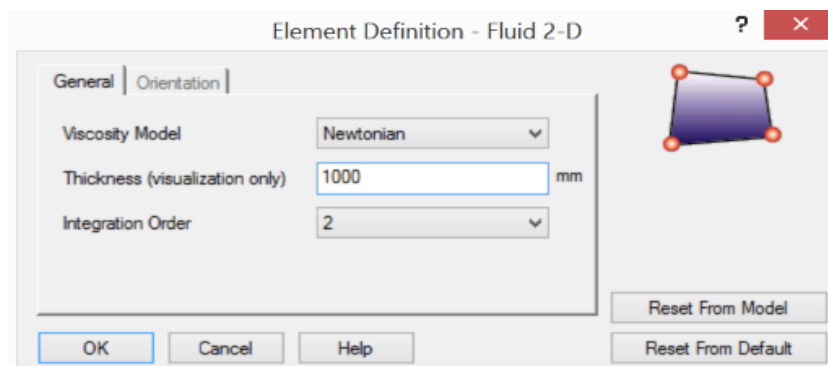 Element Definition - Fluid 2-D ? ×
General Orientation
Viscosity Model Newtonian
Thickness (visualization only) 1000 mm
Integration Order 2
Reset From Model
OK Cancel Help Reset From Default